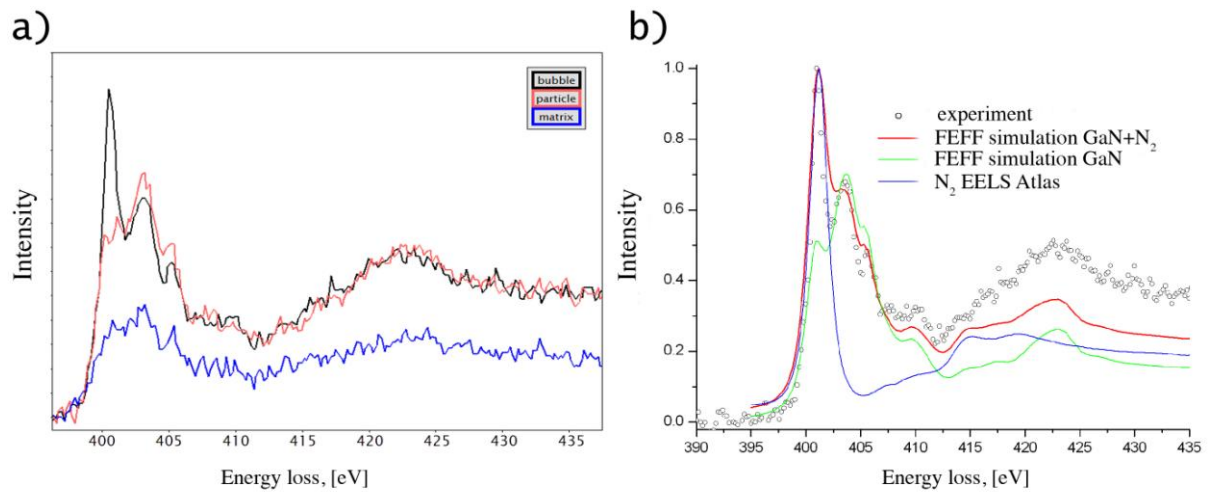 a)
bubble
particle
matrix
Intensity
400 405 410 415 420 425 430 435
Energy loss, [eV]
b)
1.0
0.8
0.6
0.4
0.2
0.0
Intensity
experiment
FEFF simulation GaN+N₂
FEFF simulation GaN
N₂ EELS Atlas
390 395 400 405 410 415 420 425 430 435
Energy loss, [eV]